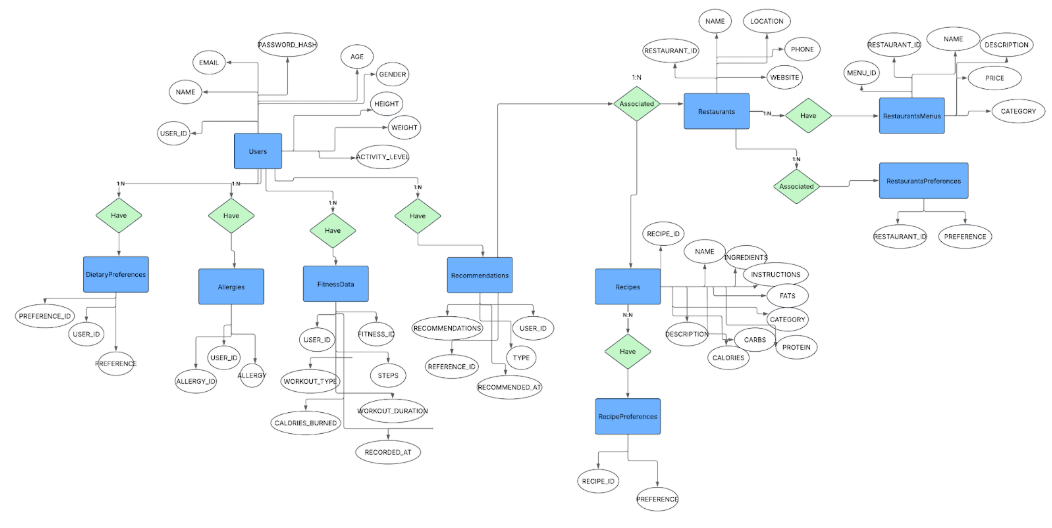 NAME
LOCATION
PASSWORD_HASH
RESTAURANT_ID
PHONE
RESTAURANT_ID
NAME
DESCRIPTION
EMAIL
AGE
GENDER
1:N
WEBSITE
MENU_ID
PRICE
NAME
HEIGHT
Associated
Restaurants
1:N
Have
RestaurantsMenus
CATEGORY
USER_ID
WEIGHT
Users
ACTIVITY_LEVEL
1:N
Associated
RestaurantsPreferences
1:N
1:N
1:N
1:N
Have
Have
Have
Have
RESTAURANT_ID
PREFERENCE
RECIPE_ID
NAME
INGREDIENTS
DietaryPreferences
Allergies
FitnessData
Recommendations
Recipes
INSTRUCTIONS
FATS
PREFERENCE_ID
USER_ID
PREFERENCE
USER_ID
ALLERGY_ID
ALLERGY
USER_ID
FITNESS_ID
WORKOUT_TYPE
STEPS
CALORIES_BURNED
WORKOUT_DURATION
RECORDED_AT
RECOMMENDATIONS
USER_ID
REFERENCE_ID
TYPE
RECOMMENDED_AT
N:N
Have
DESCRIPTION
CATEGORY
CARBS
PROTEIN
CALORIES
RecipePreferences
RECIPE_ID
PREFERENCE